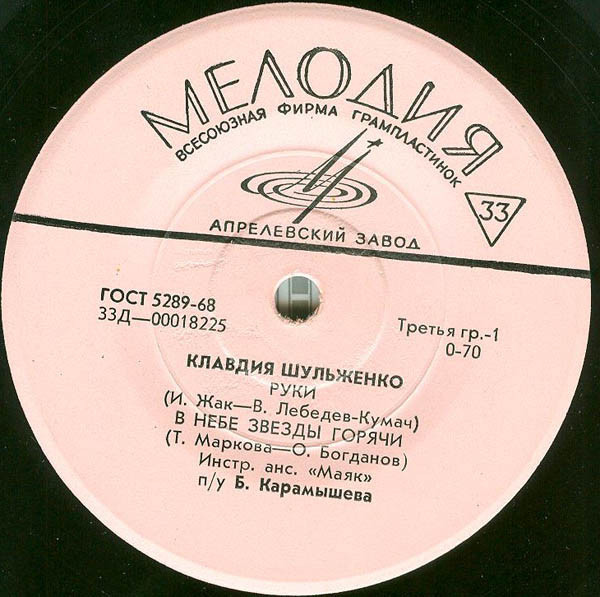 МЕЛОДИЯ
ВСЕСОЮЗНАЯ ФИРМА ГРАМПЛАСТИНОК
33
АПРЕЛЕВСКИЙ ЗАВОД
ГОСТ 5289-68
33Д—00018225
Третья гр.-1
0-70
КЛАВДИЯ ШУЛЬЖЕНКО
РУКИ
(И. Жак—В. Лебедев-Кумач)
В НЕБЕ ЗВЕЗДЫ ГОРЯЧИ
(Т. Маркова—О. Богданов)
Инстр. анс. «Маяк»
п/у Б. Карамышева